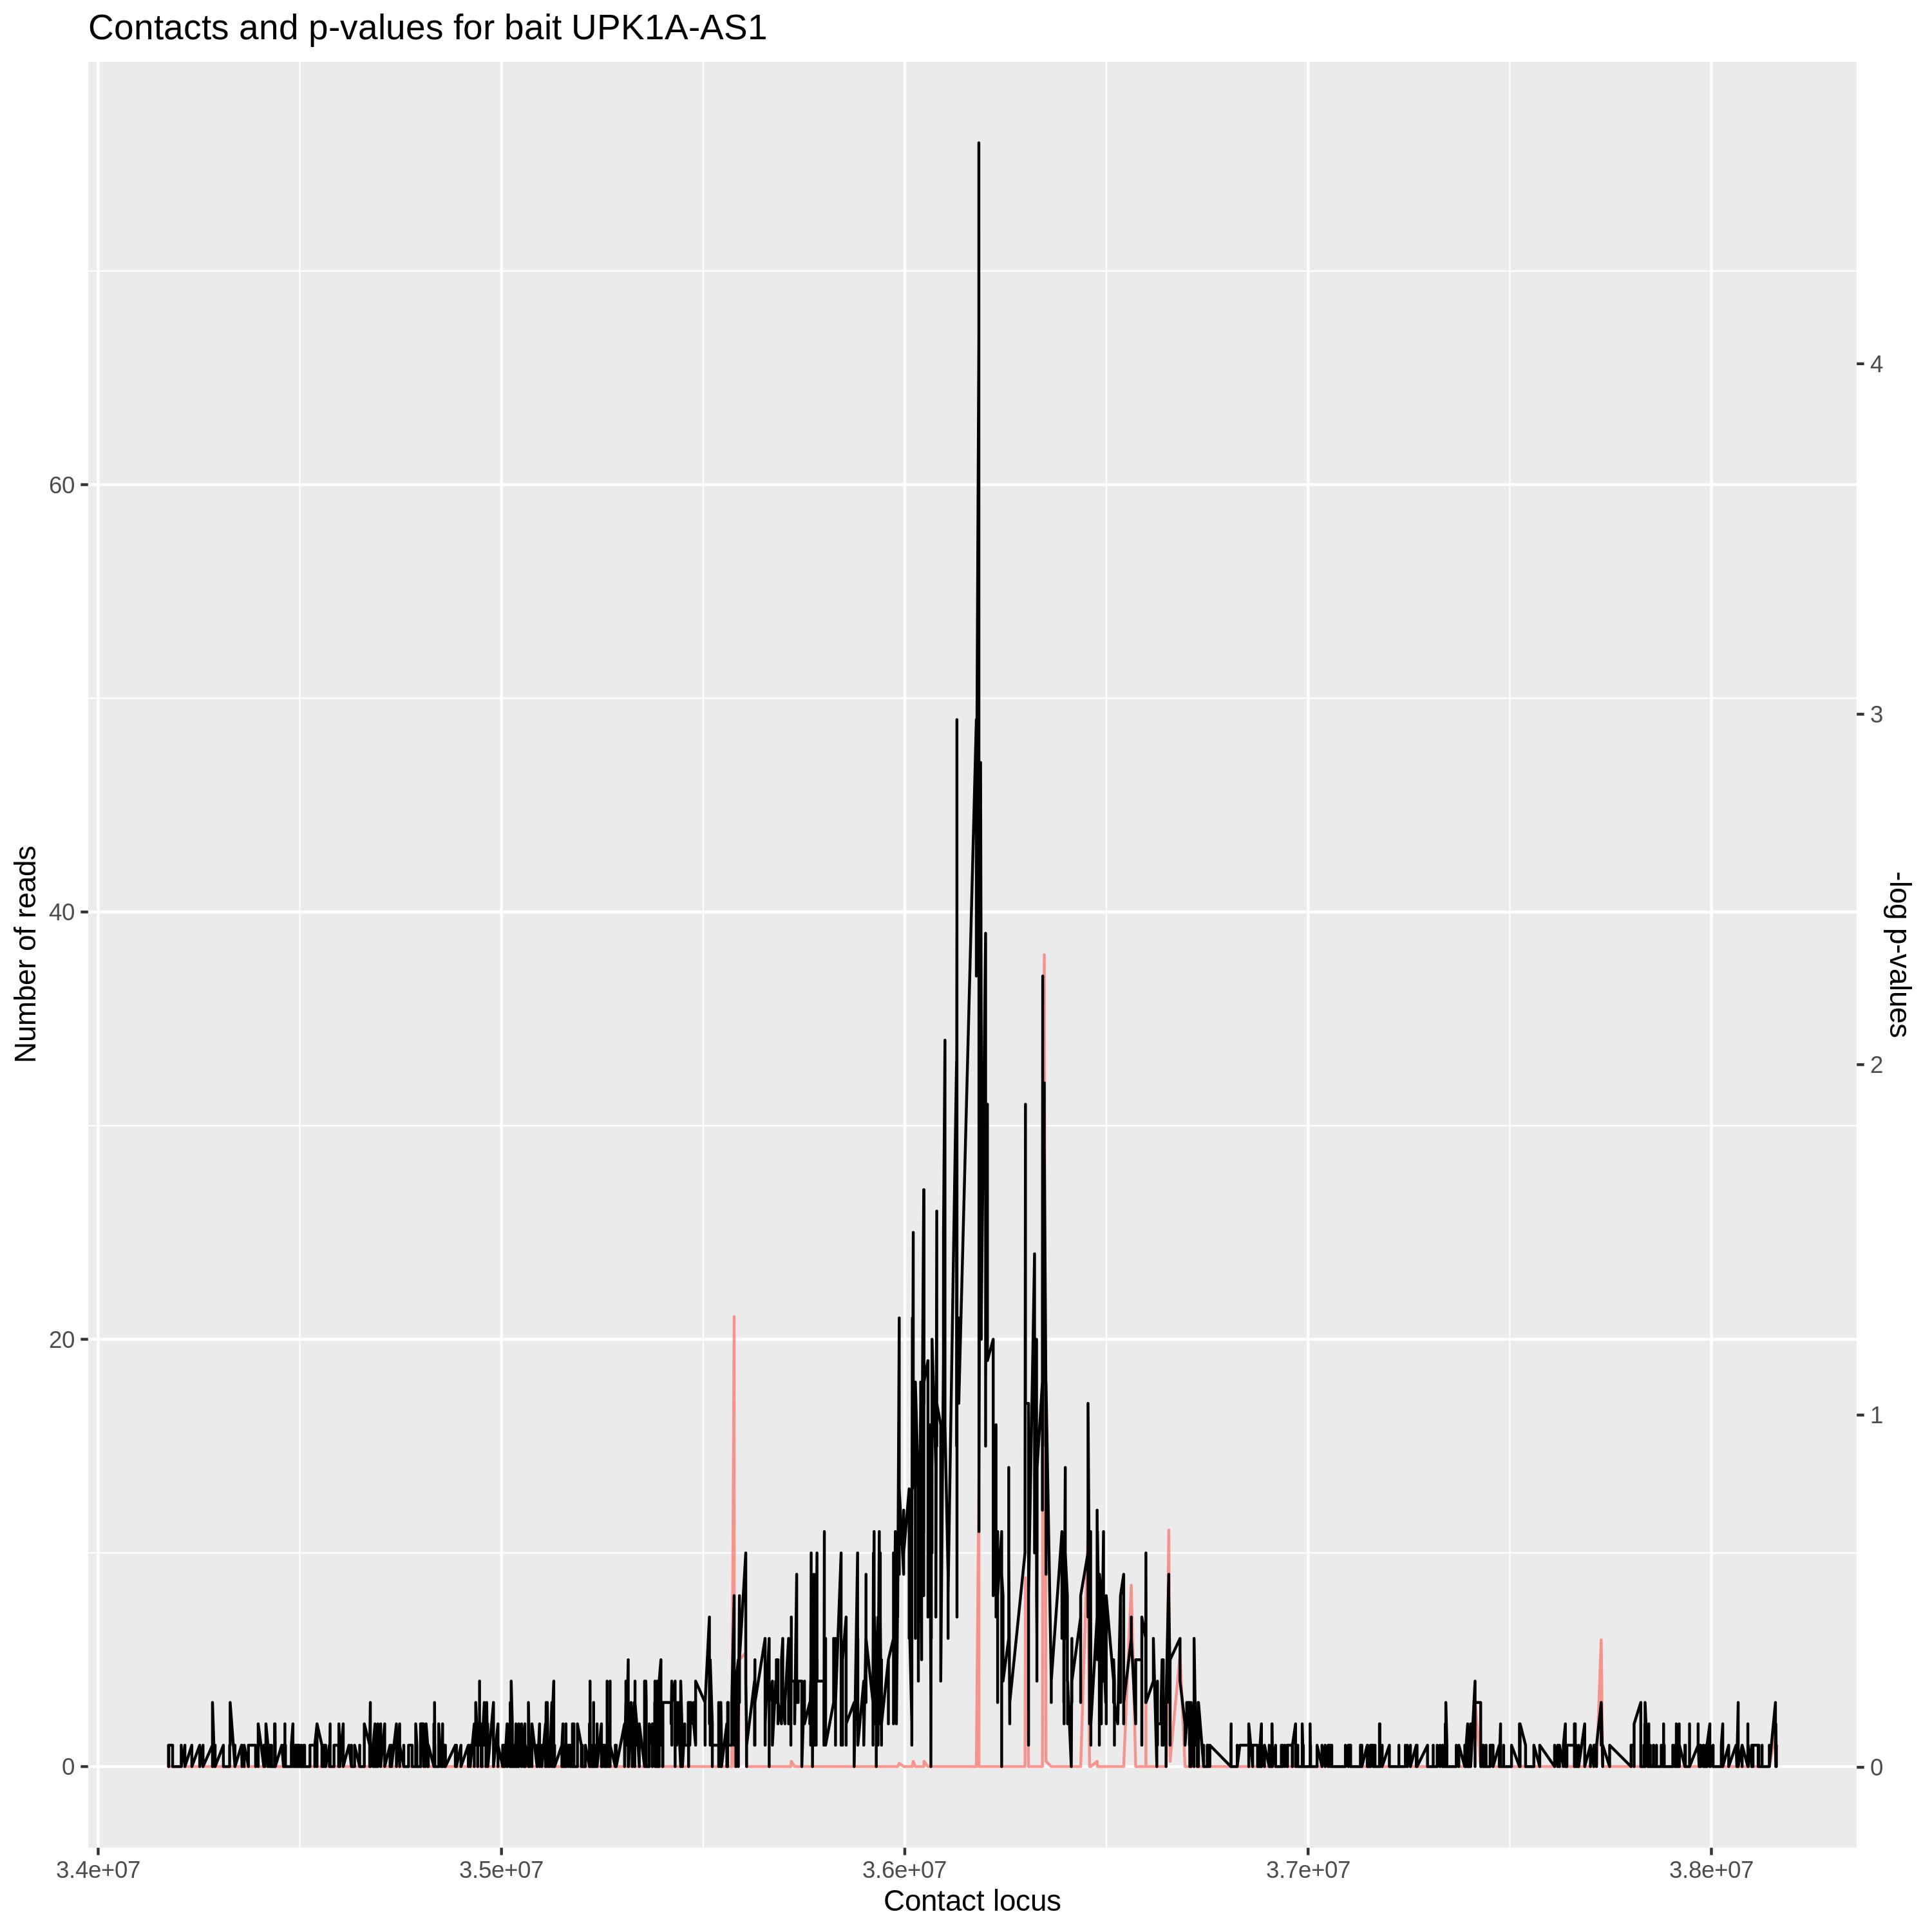 Contacts and p-values for bait UPK1A-AS1
Number of reads
60
40
20
0
4
3
2
1
0
-log p-values
3.4e+07 3.5e+07 3.6e+07 3.7e+07 3.8e+07
Contact locus